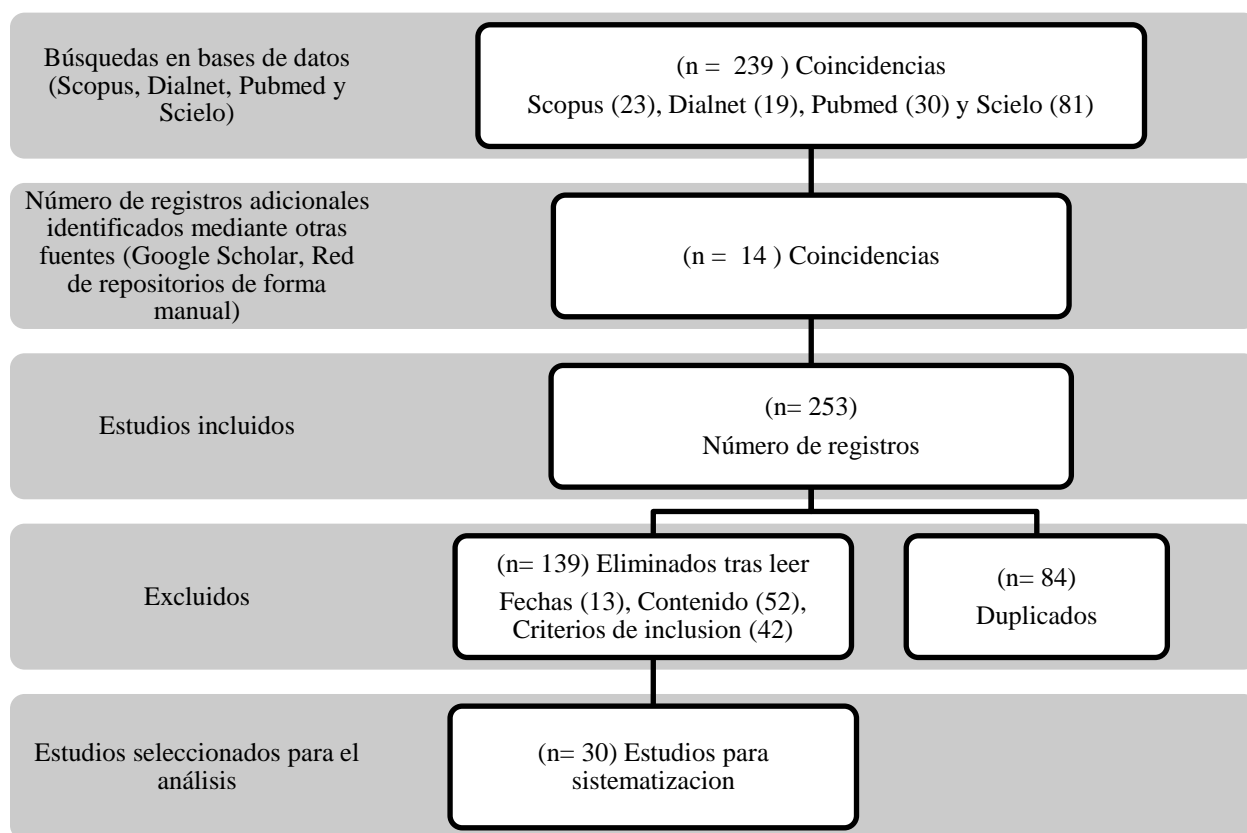 Búsquedas en bases de datos
(Scopus, Dialnet, Pubmed y
Scielo)
(n = 239 ) Coincidencias
Scopus (23), Dialnet (19), Pubmed (30) y Scielo (81)
Número de registros adicionales
identificados mediante otras
fuentes (Google Scholar, Red
de repositorios de forma
manual)
(n = 14 ) Coincidencias
Estudios incluidos
(n= 253)
Número de registros
Excluidos
(n= 139) Eliminados tras leer
Fechas (13), Contenido (52),
Criterios de inclusion (42)
(n= 84)
Duplicados
Estudios seleccionados para el
análisis
(n= 30) Estudios para
sistematizacion